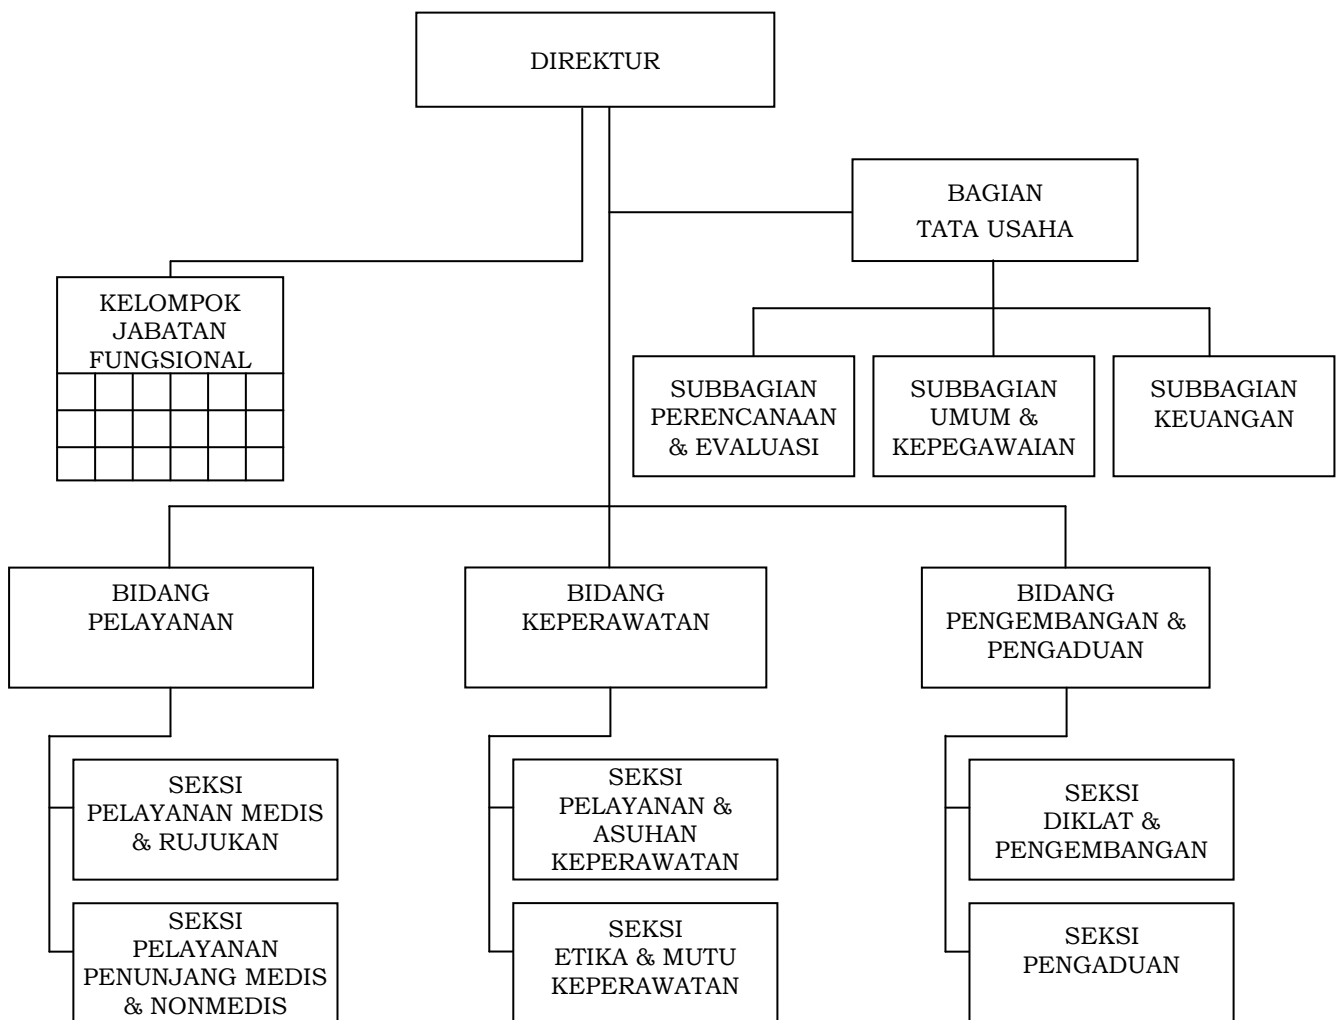 DIREKTUR
BAGIAN
TATA USAHA
KELOMPOK
JABATAN
FUNGSIONAL
SUBBAGIAN
PERENCANAAN
& EVALUASI
SUBBAGIAN
UMUM &
KEPEGAWAIAN
SUBBAGIAN
KEUANGAN
BIDANG
PELAYANAN
BIDANG
KEPERAWATAN
BIDANG
PENGEMBANGAN &
PENGADUAN
SEKSI
PELAYANAN MEDIS
& RUJUKAN
SEKSI
PELAYANAN &
ASUHAN
KEPERAWATAN
SEKSI
DIKLAT &
PENGEMBANGAN
SEKSI
PELAYANAN
PENUNJANG MEDIS
& NONMEDIS
SEKSI
ETIKA & MUTU
KEPERAWATAN
SEKSI
PENGADUAN